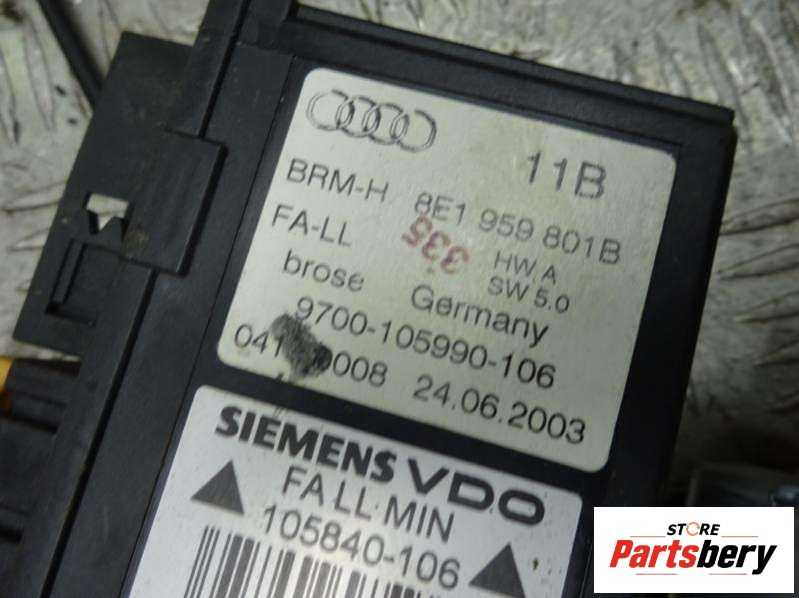 11B
BRM-H 8E1 959 801B
FA-LL 335 HW A
SW 5.0
brose Germany
9700-105990-106
24.06.2003
SIEMENS VDO
FA LL MIN
105840-106
STORE
Partsbery